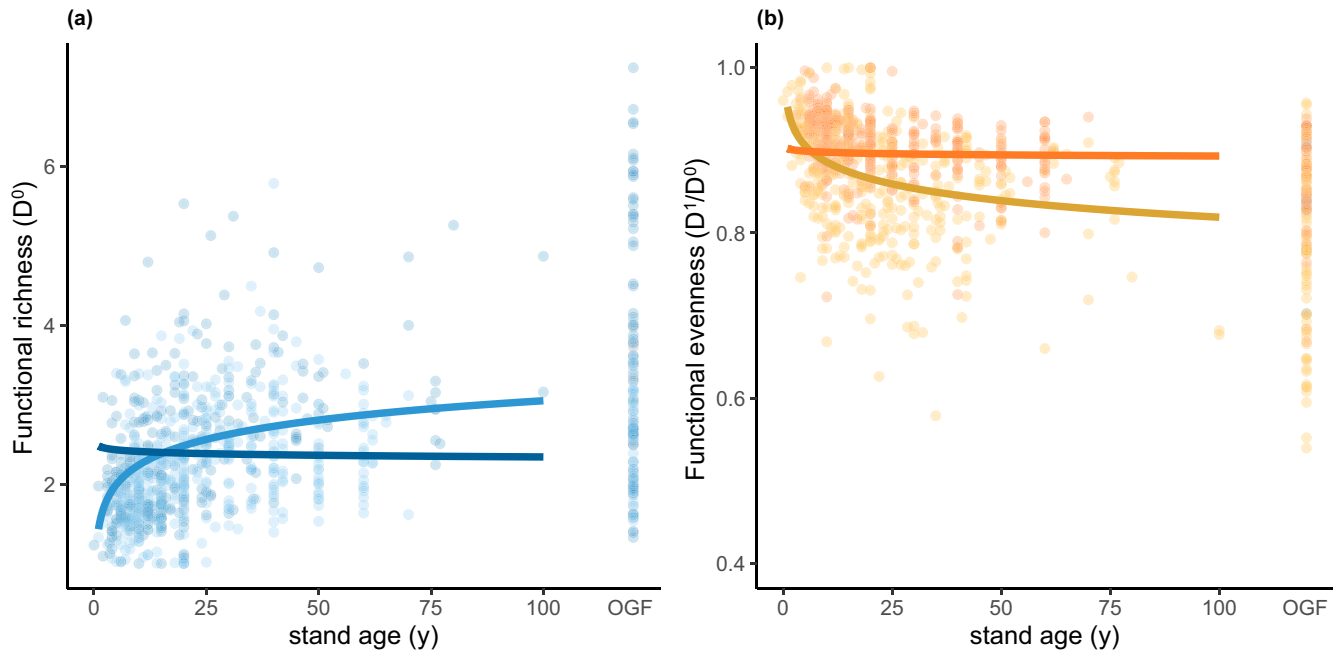 (a)
Functional richness (D⁰)
6
4
2
0 25 50 75 100 OGF
stand age (y)
(b)
Functional evenness (D¹/D⁰)
1.0
0.8
0.6
0.4
0 25 50 75 100 OGF
stand age (y)